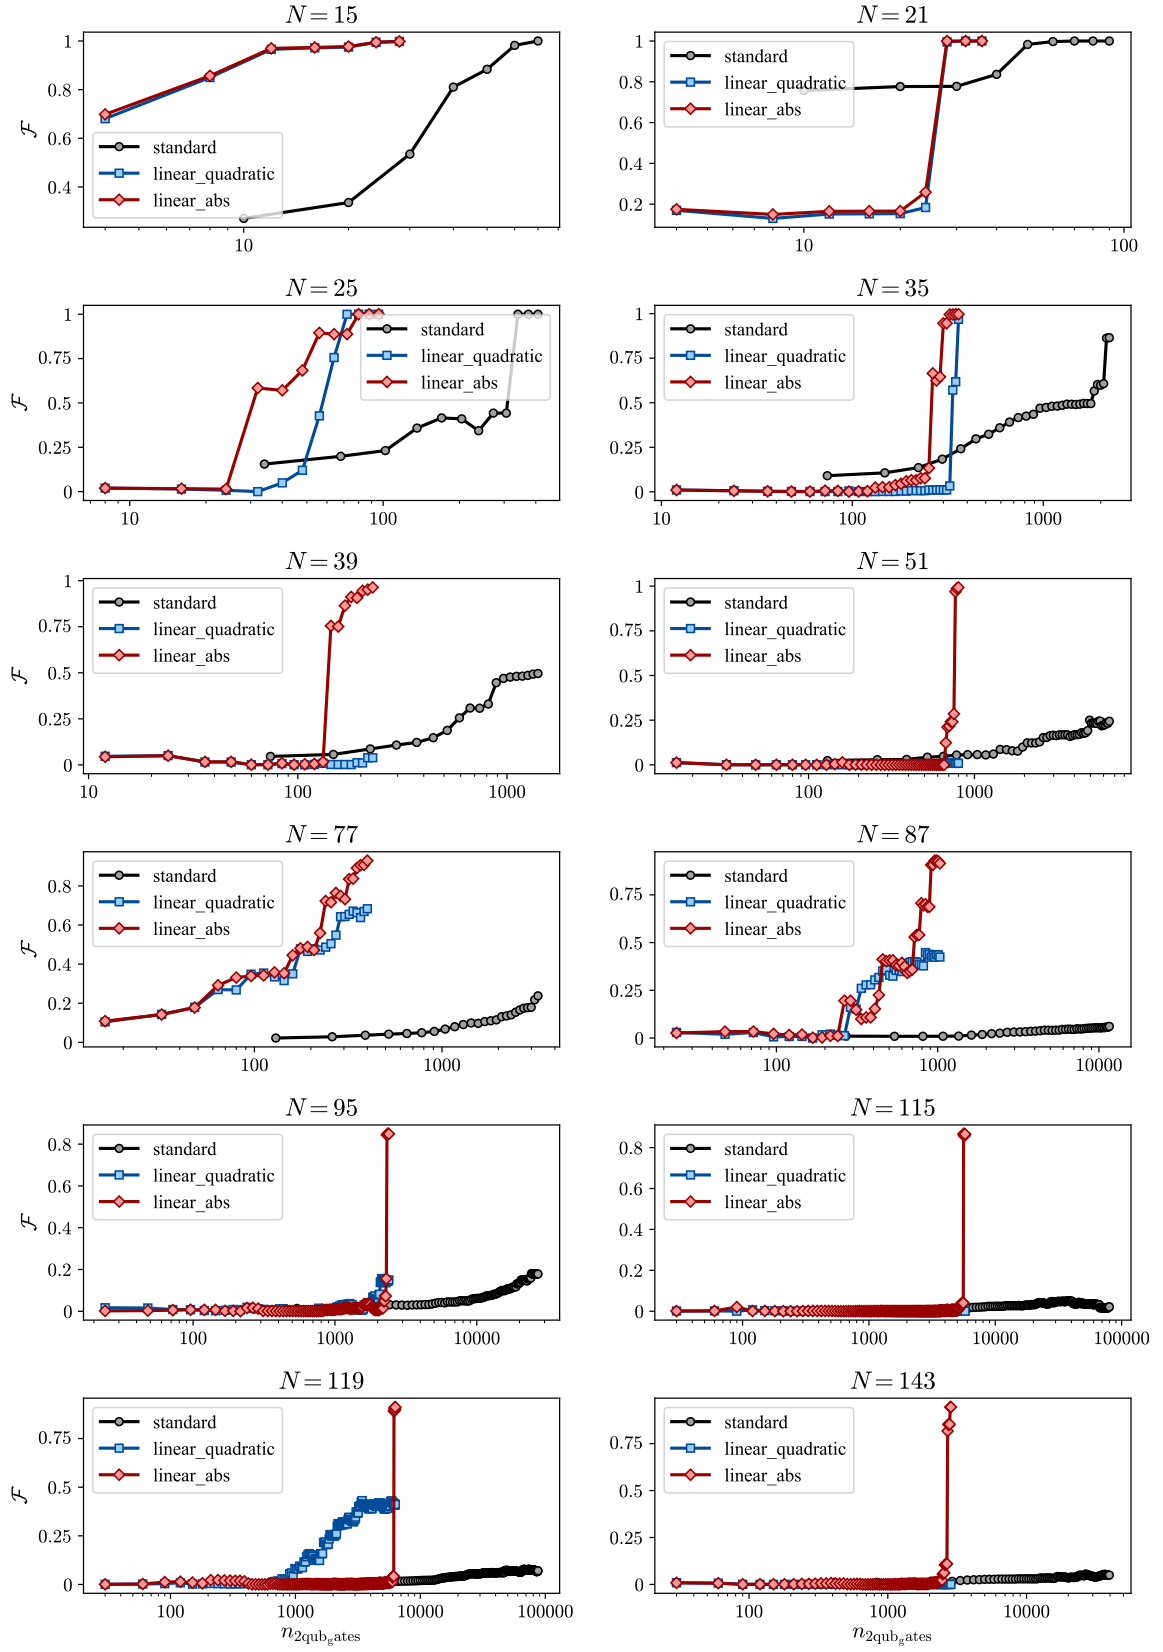 N = 15
1
0.8
0.6
0.4
F
standard
linear_quadratic
linear_abs
10
N = 21
1
0.8
0.6
0.4
0.2
standard
linear_quadratic
linear_abs
10
100
N = 25
1
0.75
0.5
0.25
0
F
standard
linear_quadratic
linear_abs
10
100
N = 35
1
0.75
0.5
0.25
0
standard
linear_quadratic
linear_abs
10
100
1000
N = 39
1
0.75
0.5
0.25
0
F
standard
linear_quadratic
linear_abs
10
100
1000
N = 51
1
0.75
0.5
0.25
0
standard
linear_quadratic
linear_abs
100
1000
N = 77
0.8
0.6
0.4
0.2
0
F
standard
linear_quadratic
linear_abs
100
1000
N = 87
0.75
0.5
0.25
0
standard
linear_quadratic
linear_abs
100
1000
10000
N = 95
0.8
0.6
0.4
0.2
0
F
standard
linear_quadratic
linear_abs
100
1000
10000
N = 115
0.8
0.6
0.4
0.2
0
standard
linear_quadratic
linear_abs
100
1000
10000
100000
N = 119
0.75
0.5
0.25
0
F
standard
linear_quadratic
linear_abs
100
1000
10000
100000
n2qubgates
N = 143
0.75
0.5
0.25
0
standard
linear_quadratic
linear_abs
100
1000
10000
n2qubgates